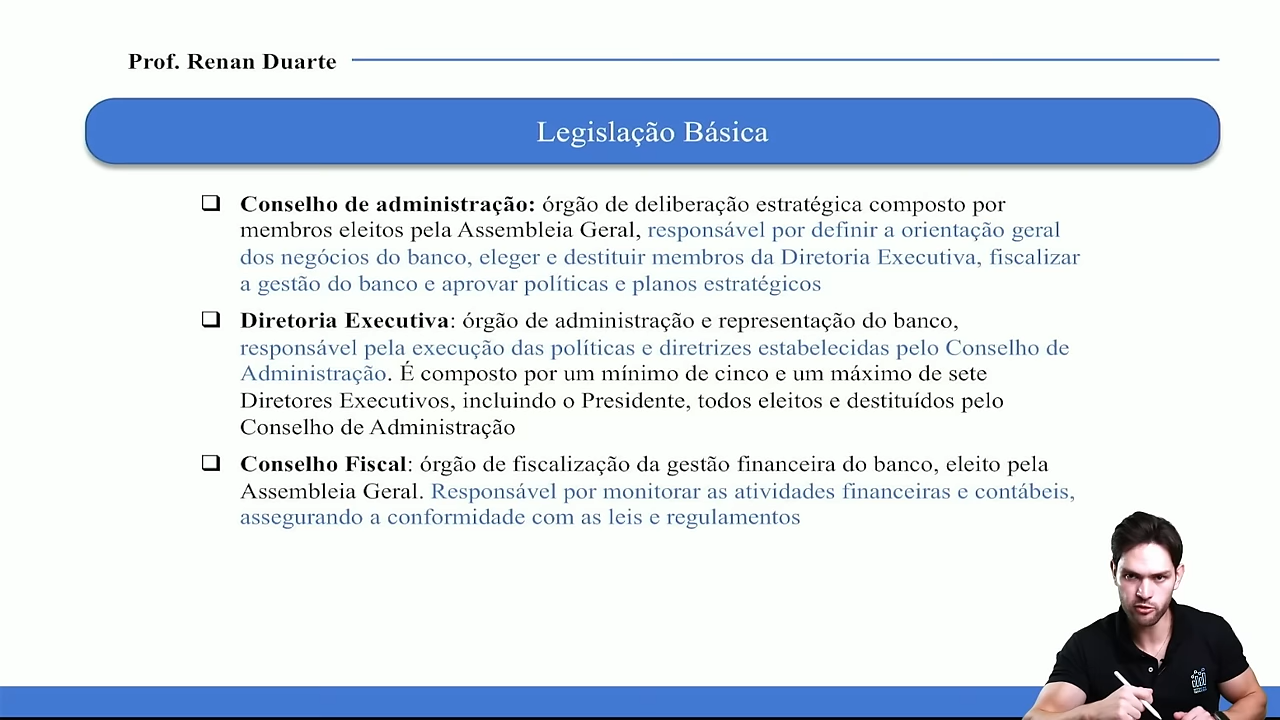 Prof. Renan Duarte
Legislação Básica
Conselho de administração: órgão de deliberação estratégica composto por
membros eleitos pela Assembleia Geral, responsável por definir a orientação geral
dos negócios do banco, eleger e destituir membros da Diretoria Executiva, fiscalizar
a gestão do banco e aprovar políticas e planos estratégicos
Diretoria Executiva: órgão de administração e representação do banco,
responsável pela execução das políticas e diretrizes estabelecidas pelo Conselho de
Administração. É composto por um mínimo de cinco e um máximo de sete
Diretores Executivos, incluindo o Presidente, todos eleitos e destituídos pelo
Conselho de Administração
Conselho Fiscal: órgão de fiscalização da gestão financeira do banco, eleito pela
Assembleia Geral. Responsável por monitorar as atividades financeiras e contábeis,
assegurando a conformidade com as leis e regulamentos